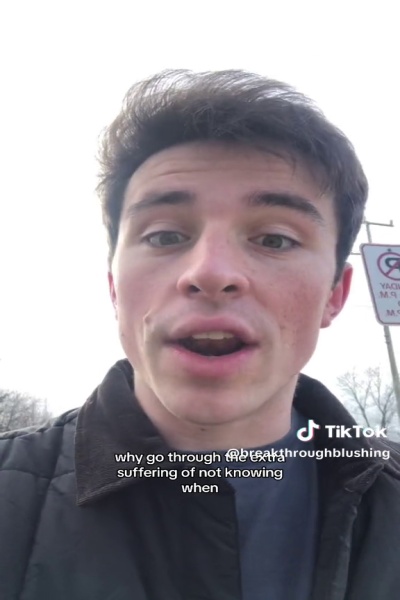 TikTok
@breakthroughblushing
why go through the extra
suffering of not knowing
when